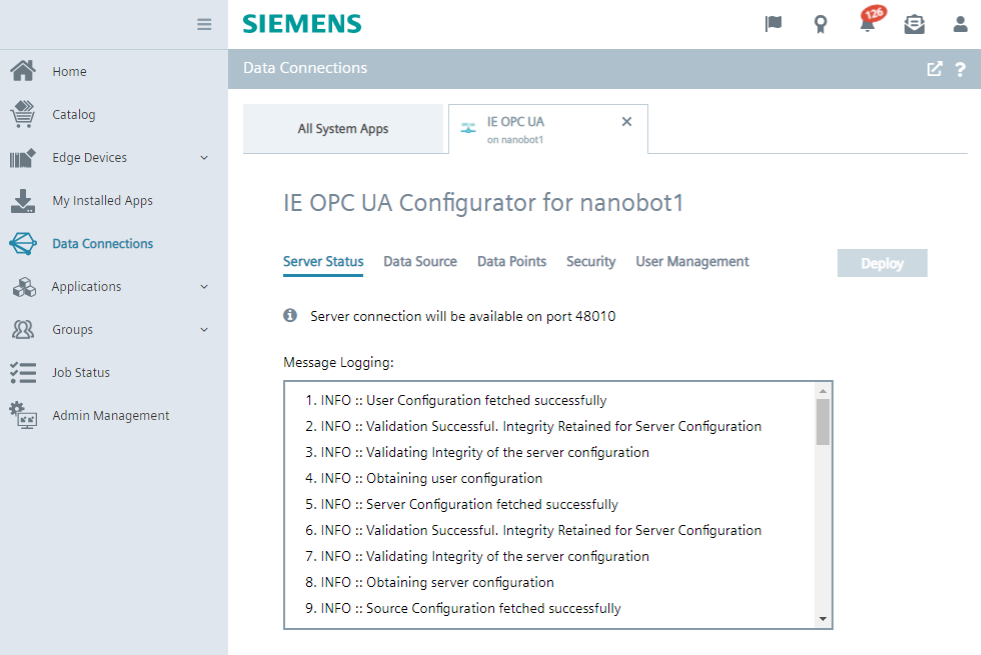 SIEMENS
126
Home
Catalog
Edge Devices
My Installed Apps
Data Connections
Applications
Groups
Job Status
Admin Management
Data Connections
?
All System Apps
IE OPC UA
on nanobot1
IE OPC UA Configurator for nanobot1
Server Status
Data Source
Data Points
Security
User Management
Deploy
Server connection will be available on port 48010
Message Logging:
1. INFO :: User Configuration fetched successfully
2. INFO :: Validation Successful. Integrity Retained for Server Configuration
3. INFO :: Validating Integrity of the server configuration
4. INFO :: Obtaining user configuration
5. INFO :: Server Configuration fetched successfully
6. INFO :: Validation Successful. Integrity Retained for Server Configuration
7. INFO :: Validating Integrity of the server configuration
8. INFO :: Obtaining server configuration
9. INFO :: Source Configuration fetched successfully